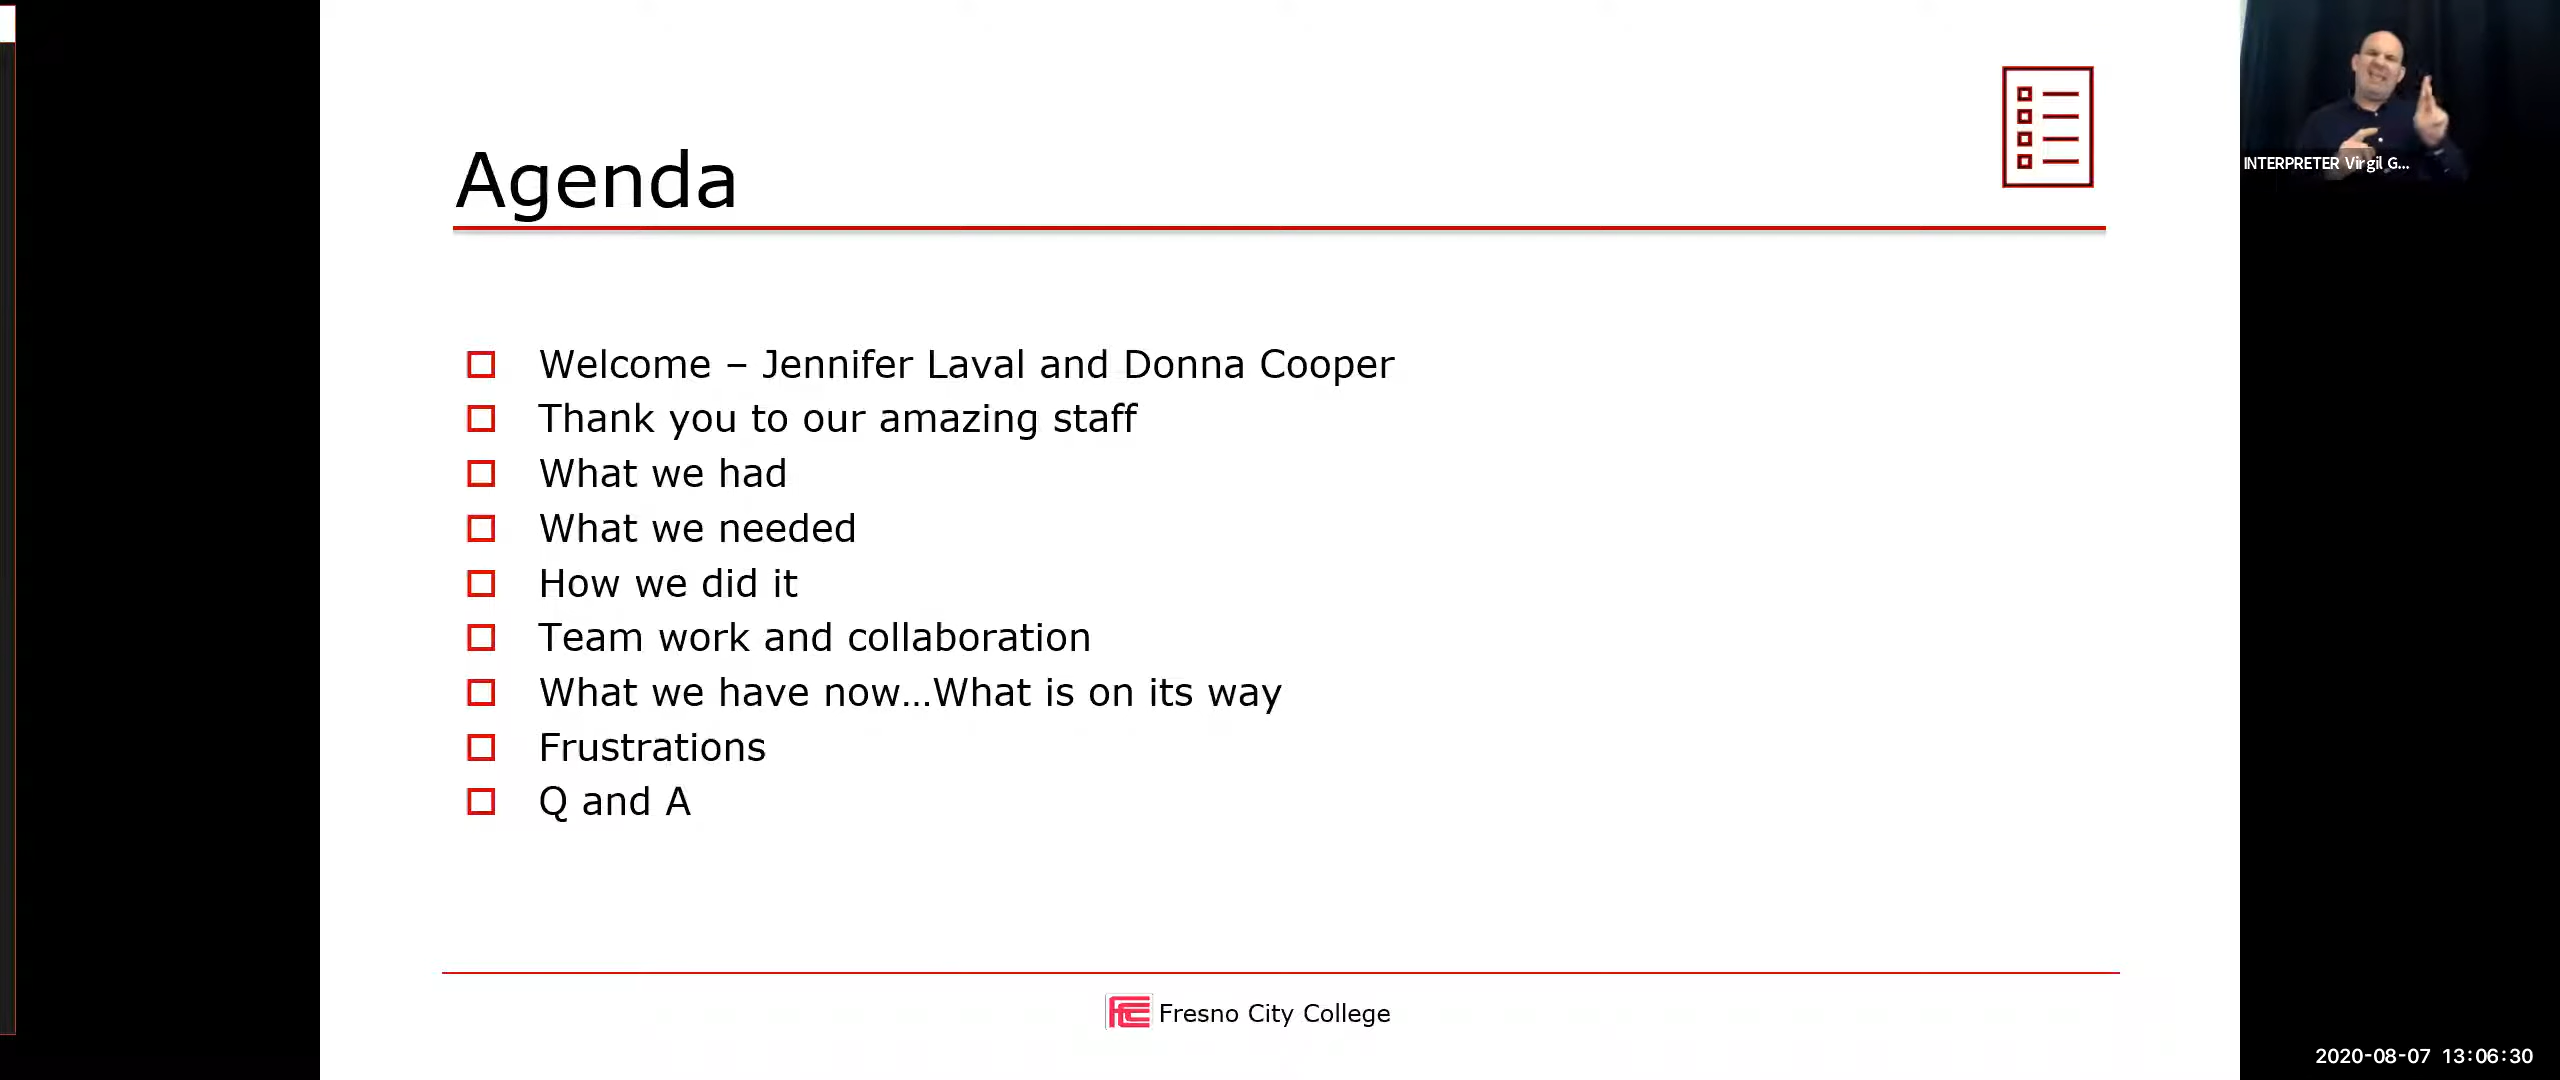 Agenda
Welcome – Jennifer Laval and Donna Cooper
Thank you to our amazing staff
What we had
What we needed
How we did it
Team work and collaboration
What we have now…What is on its way
Frustrations
Q and A
FCC Fresno City College
INTERPRETER Virgil G...
2020-08-07 13:06:30